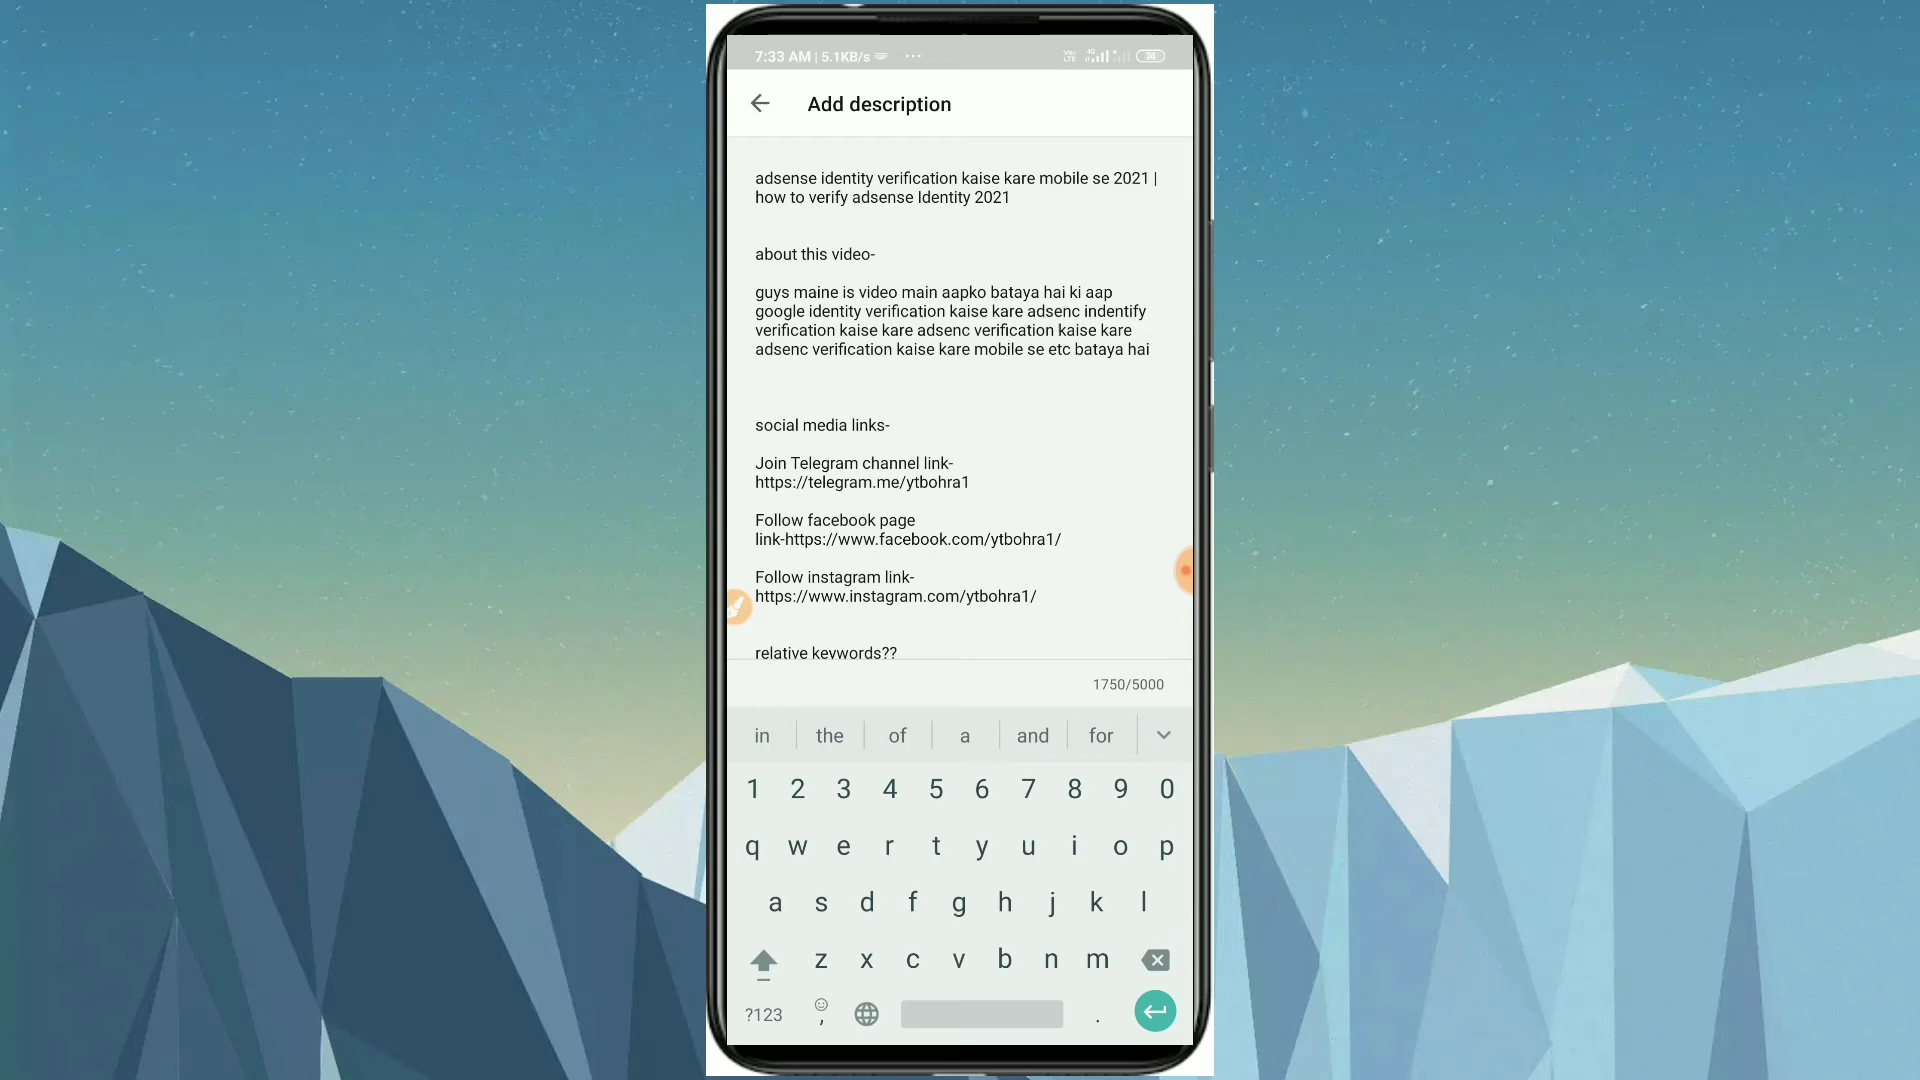 7:33 AM | 5.1KB/s ...
Vo LTE 4G 24
Add description
adsense identity verification kaise kare mobile se 2021 |
how to verify adsense Identity 2021
about this video-
guys maine is video main aapko bataya hai ki aap
google identity verification kaise kare adsenc indentify
verification kaise kare adsenc verification kaise kare
adsenc verification kaise kare mobile se etc bataya hai
social media links-
Join Telegram channel link-
https://telegram.me/ytbohra1
Follow facebook page
link-https://www.facebook.com/ytbohra1/
Follow instagram link-
https://www.instagram.com/ytbohra1/
relative keywords??
1750/5000
in the of a and for
1 2 3 4 5 6 7 8 9 0
q w e r t y u i o p
a s d f g h j k l
z x c v b n m
?123 , .